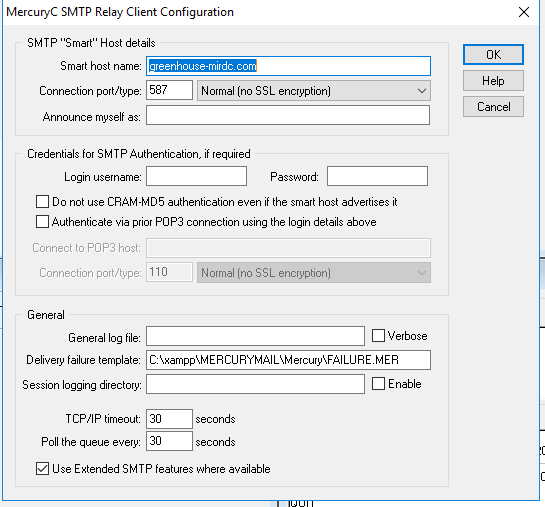 MercuryC SMTP Relay Client Configuration
SMTP "Smart" Host details
Smart host name: greenhouse-mirdc.com
Connection port/type: 587 Normal (no SSL encryption)
Announce myself as:
OK
Help
Cancel
Credentials for SMTP Authentication, if required
Login username: Password:
Do not use CRAM-MD5 authentication even if the smart host advertises it
Authenticate via prior POP3 connection using the login details above
Connect to POP3 host:
Connection port/type: 110 Normal (no SSL encryption)
General
General log file: Verbose
Delivery failure template: C:\xampp\MERCURYMAIL\Mercury\FAILURE.MER
Session logging directory: Enable
TCP/IP timeout: 30 seconds
Poll the queue every: 30 seconds
Use Extended SMTP features where available